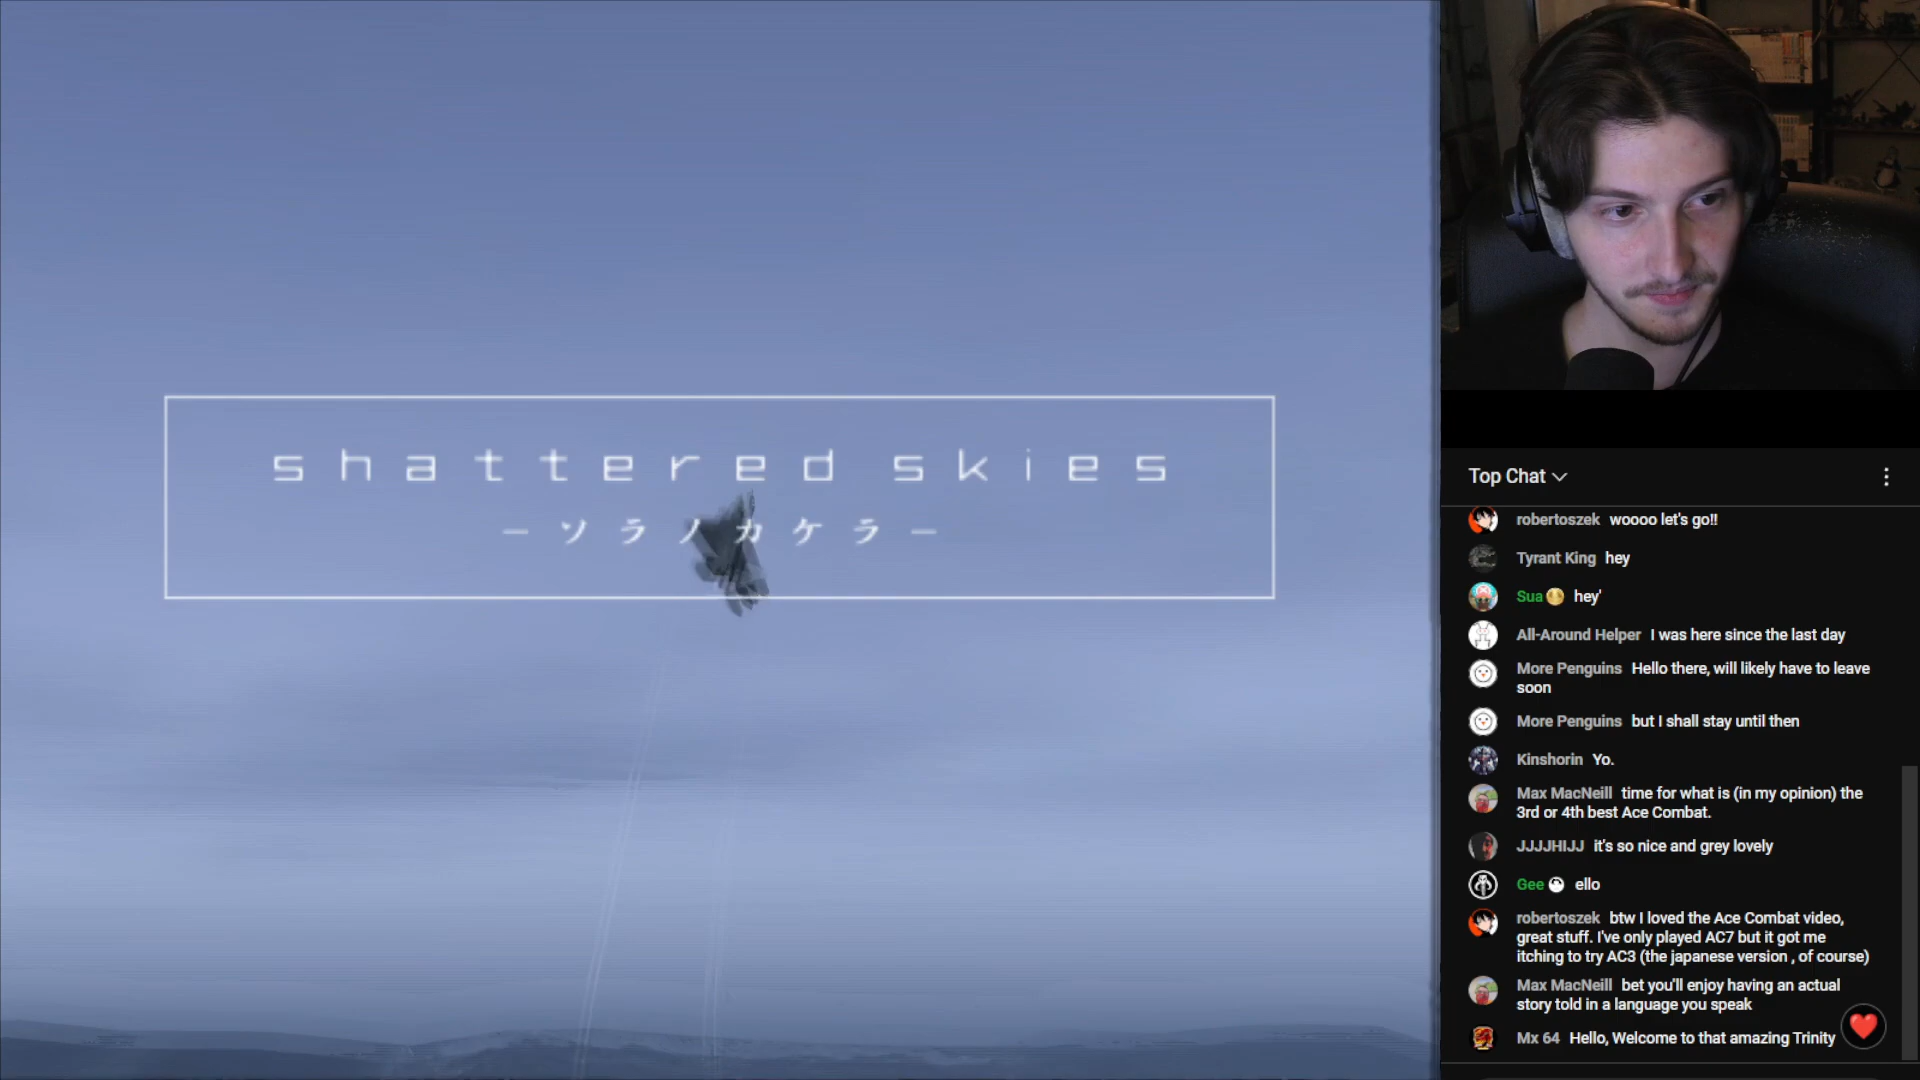 shattered skies
－ソラノカケラ－
Top Chat
robertoszek woooo let's go!!
Tyrant King hey
Sua hey'
All-Around Helper I was here since the last day
More Penguins Hello there, will likely have to leave
soon
More Penguins but I shall stay until then
Kinshorin Yo.
Max MacNeill time for what is (in my opinion) the
3rd or 4th best Ace Combat.
JJJJHIJJ it's so nice and grey lovely
Gee ello
robertoszek btw I loved the Ace Combat video,
great stuff. I've only played AC7 but it got me
itching to try AC3 (the japanese version , of course)
Max MacNeill bet you'll enjoy having an actual
story told in a language you speak
Mx 64 Hello, Welcome to that amazing Trinity